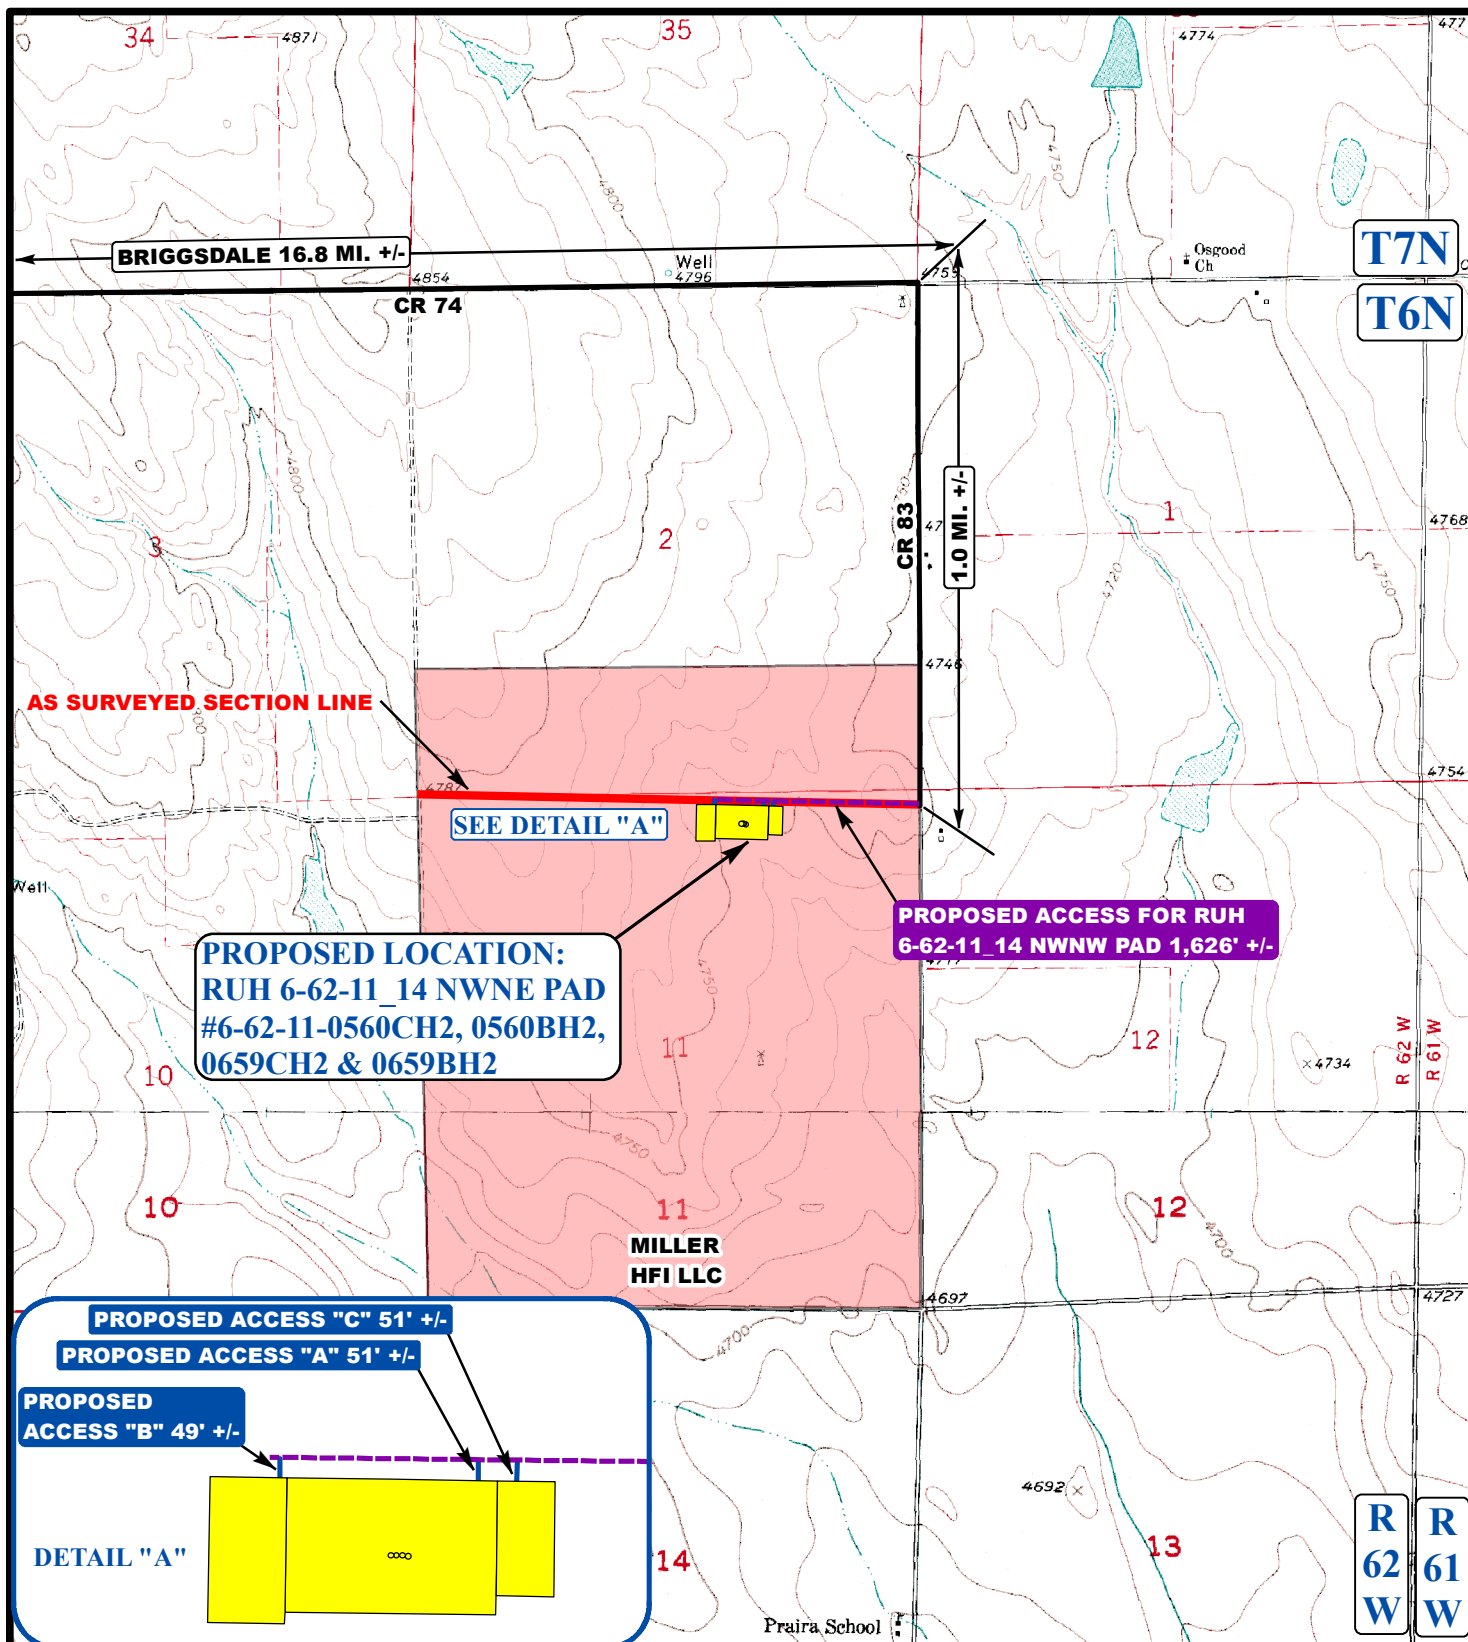 34
4871
35
4774
477
4750
4800
BRIGGSDALE 16.8 MI. +/-
Well
4796
4854
4755
Osgood
Ch
T7N
CR 74
T6N
4800
CR 83
1.0 MI. +/-
3
2
1
4768
4720
4750
4746
AS SURVEYED SECTION LINE
4787
4754
SEE DETAIL "A"
Well
PROPOSED ACCESS FOR RUH
6-62-11_14 NWNW PAD 1,626' +/-
PROPOSED LOCATION:
RUH 6-62-11_14 NWNE PAD
#6-62-11-0560CH2, 0560BH2,
0659CH2 & 0659BH2
4750
10
11
12
4734
R 62 W
R 61 W
4750
10
11
12
4700
MILLER
HFI LLC
4697
4727
4700
PROPOSED ACCESS "C" 51' +/-
PROPOSED ACCESS "A" 51' +/-
PROPOSED
ACCESS "B" 49' +/-
DETAIL "A"
4692
14
13
Praira School
R
62
W
R
61
W